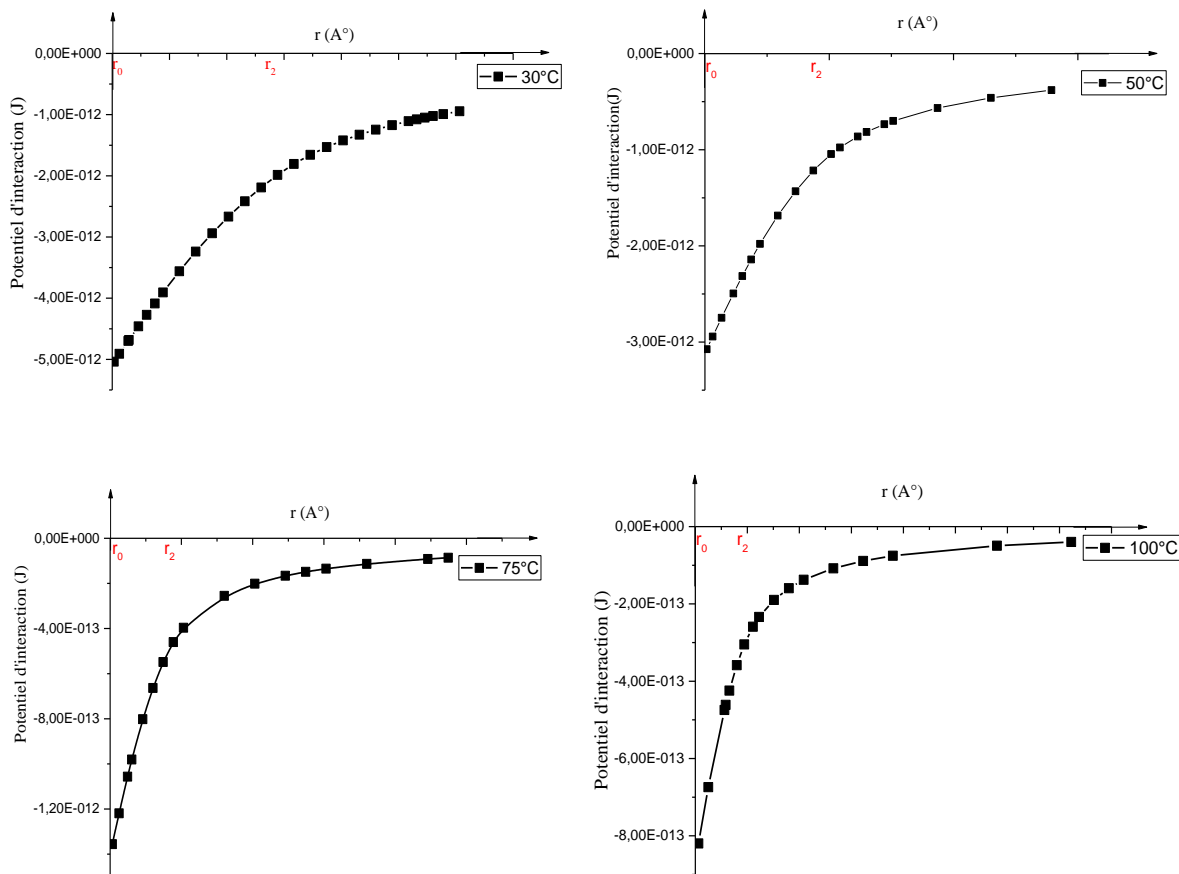 r (A°)
0,00E+000
r0
r2
30°C
-1,00E-012
-2,00E-012
-3,00E-012
-4,00E-012
-5,00E-012
Potentiel d'interaction (J)
r (A°)
0,00E+000
r0
r2
50°C
-1,00E-012
-2,00E-012
-3,00E-012
Potentiel d'interaction(J)
r (A°)
0,00E+000
r0
r2
75°C
-4,00E-013
-8,00E-013
-1,20E-012
Potentiel d'interaction (J)
r (A°)
0,00E+000
r0
r2
100°C
-2,00E-013
-4,00E-013
-6,00E-013
-8,00E-013
Potentiel d'interaction (J)